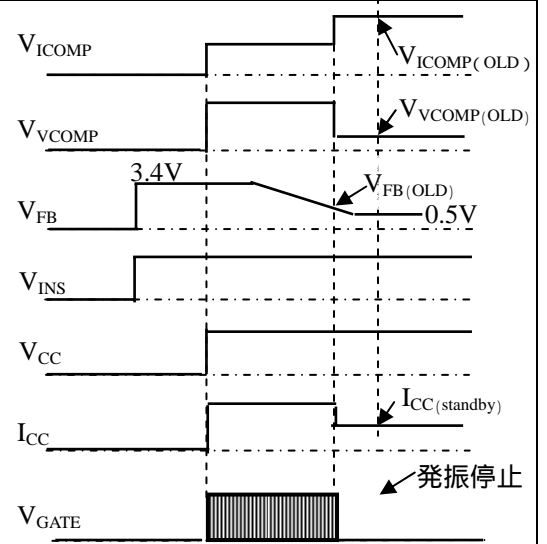 VICOMP
VICOMP( OLD )
VVCOMP
VVCOMP(OLD)
3.4V
VFB
VFB(OLD)
0.5V
VINS
VCC
ICC
ICC(standby)
発振停止
VGATE